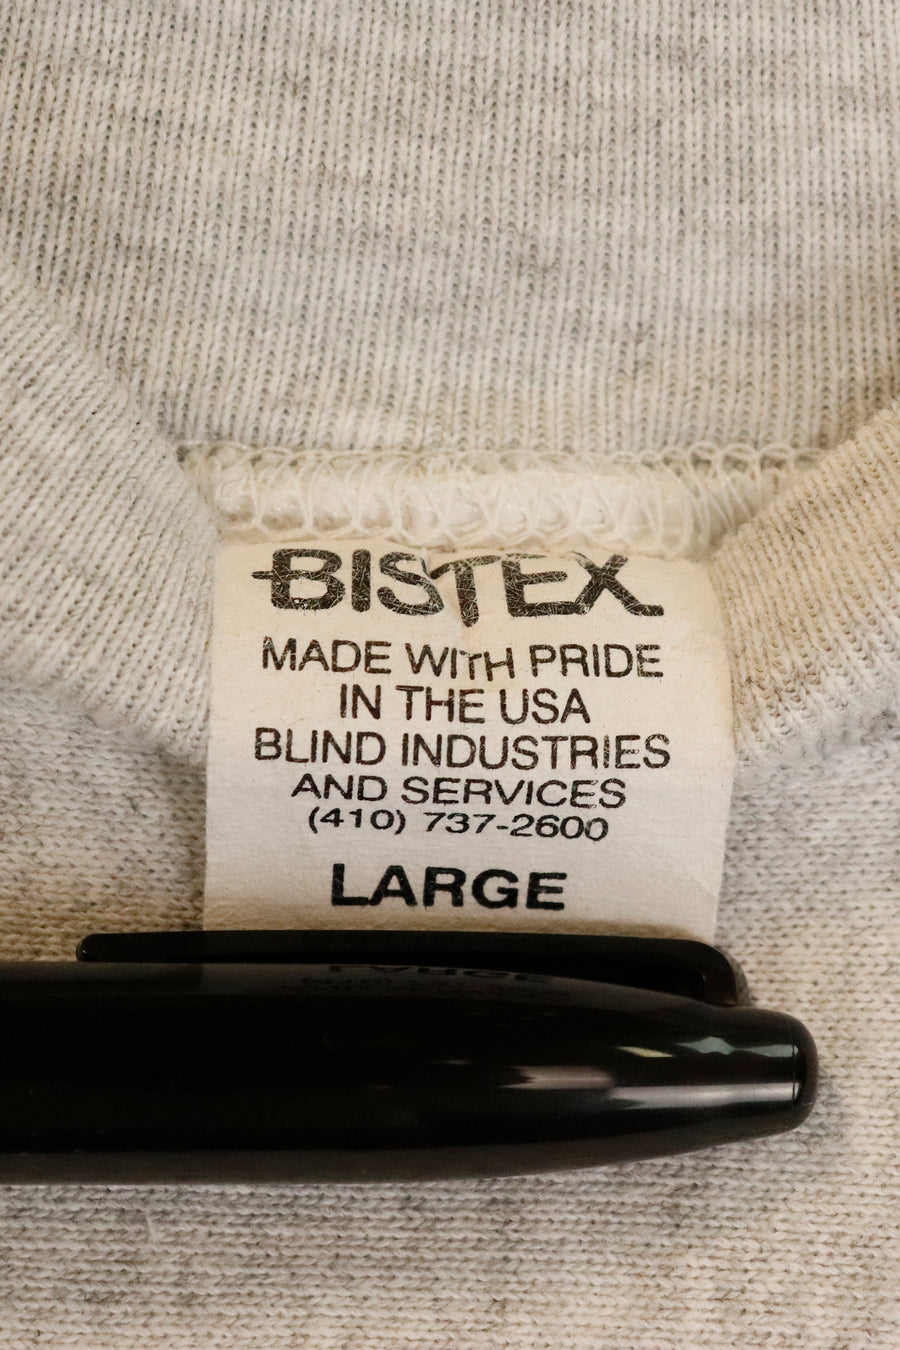 BISTEX
MADE WITH PRIDE
IN THE USA
BLIND INDUSTRIES
AND SERVICES
(410) 737-2600
LARGE